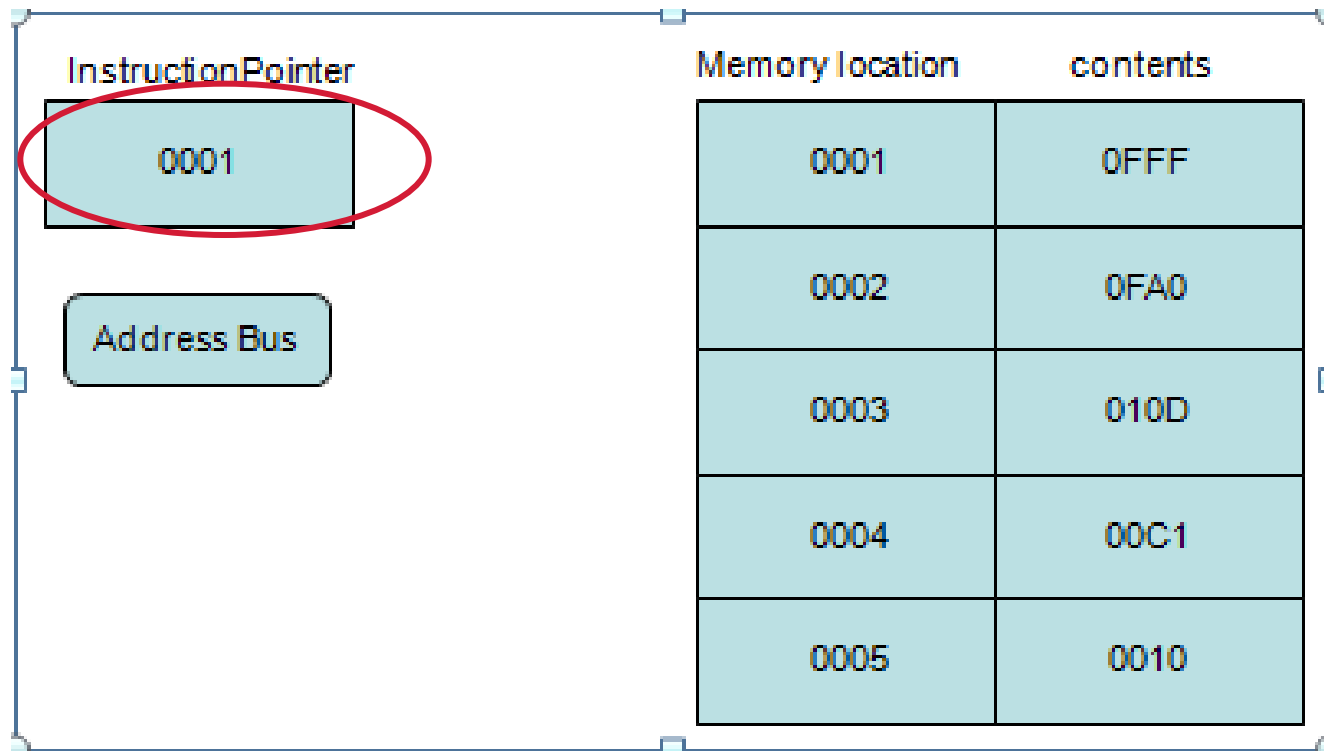 InstructionPointer
0001
Address Bus
Memory location contents
0001 0FFF
0002 0FA0
0003 010D
0004 00C1
0005 0010